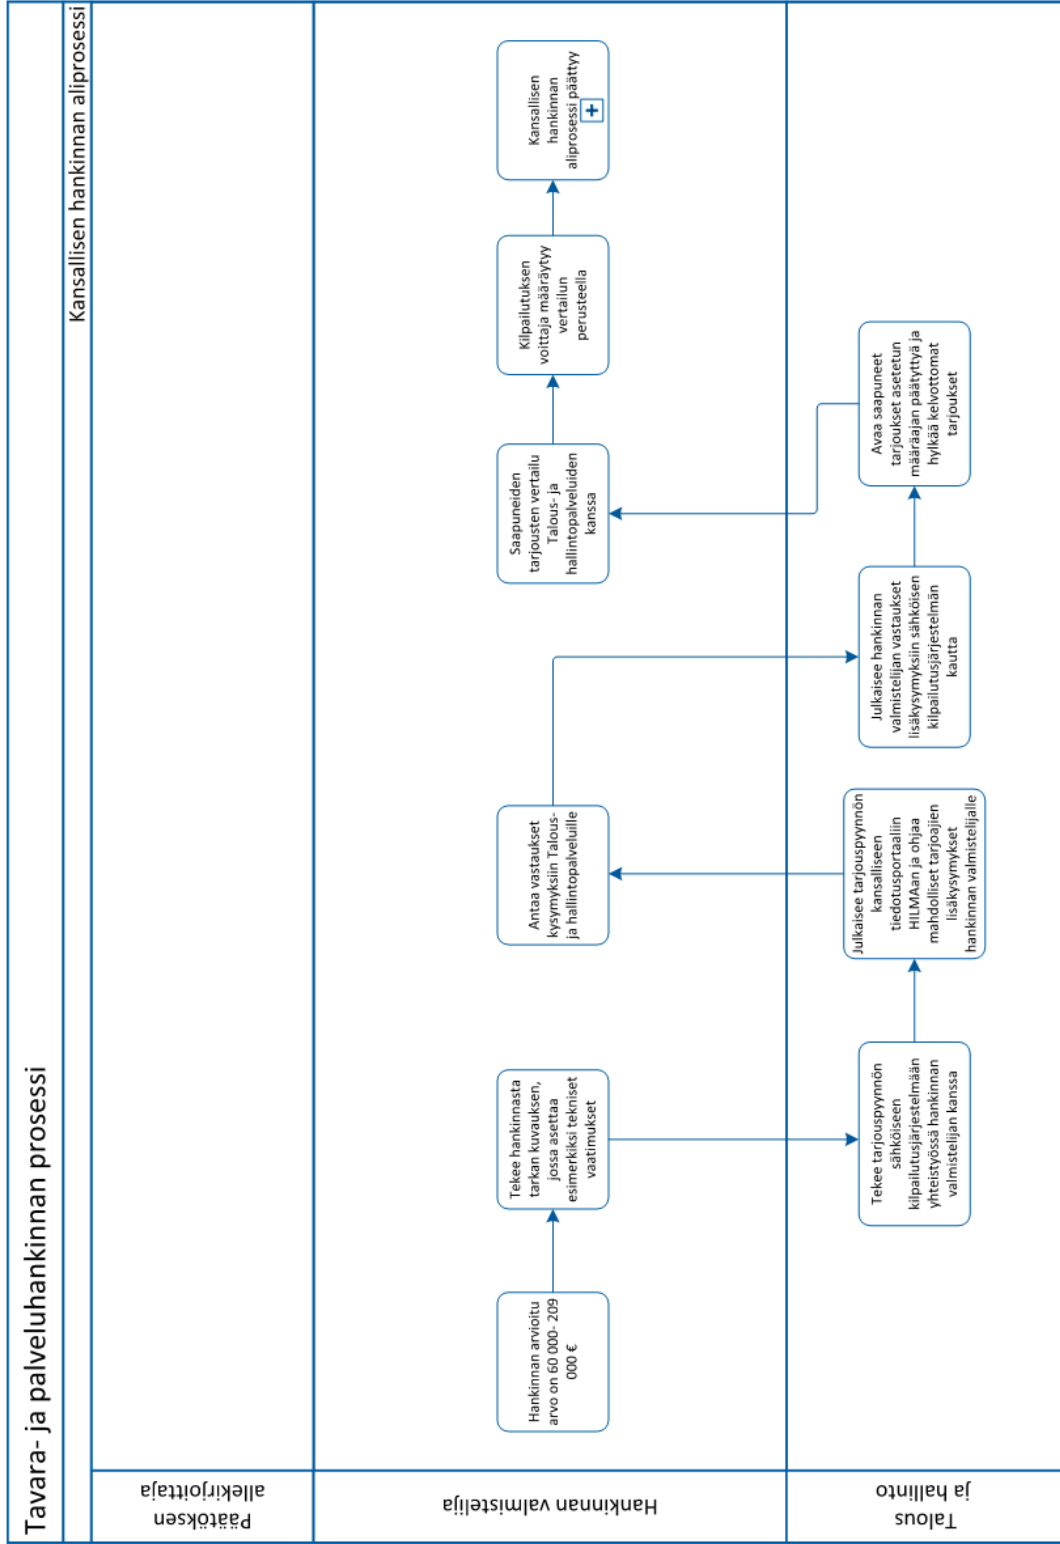 Tavara- ja palveluhankinnan prosessi
Kansallisen hankinnan aliprosessi
Päätöksen
allekirjoittaja
Hankinnan valmistelija
Hankinnan arvioitu
arvo on 60 000- 209
000 €
Tekee hankinnasta
tarkan kuvauksen,
jossa asettaa
esimerkiksi tekniset
vaatimukset
Antaa vastaukset
kysymyksiin Talous-
ja hallintopalveluille
Saapuneiden
tarjousten vertailu
Talous- ja
hallintopalveluiden
kanssa
Kilpailutuksen
voittaja määräytyy
vertailun
perusteella
Kansallisen
hankinnan
aliprosessi päättyy
Talous
ja hallinto
Tekee tarjouspyynnön
sähköiseen
kilpailutusjärjestelmään
yhteistyössä hankinnan
valmistelijan kanssa
Julkaisee tarjouspyynnön
kansalliseen
tiedotusportaaliin
HILMAan ja ohjaa
mahdolliset tarjoajien
lisäkysymykset
hankinnan valmistelijalle
Julkaisee hankinnan
valmistelijan vastaukset
lisäkysymyksiin sähköisen
kilpailutusjärjestelmän
kautta
Avaa saapuneet
tarjoukset asetetun
määräajan päätyttyä ja
hylkää kelvottomat
tarjoukset